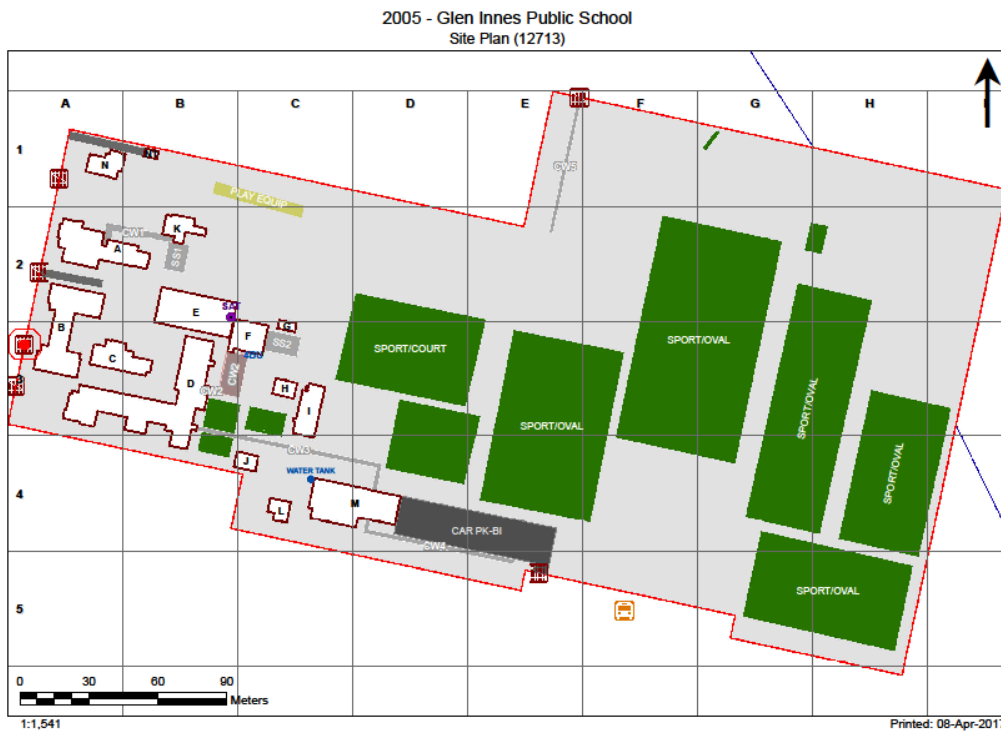 2005 - Glen Innes Public School
Site Plan (12713)
A B C D E F G H I
1
N
CW5
PLAY EQUIP
K
CW1
A
SS1
2
SAT
E
B
F
G
SS2
SPORT/COURT
SPORT/OVAL
C
D
CW2
CW2
H
I
3
SPORT/OVAL
SPORT/OVAL
CW3
J
WATER TANK
SPORT/OVAL
4
M
L
CAR PK-BI
CW4
SPORT/OVAL
5
0 30 60 90
Meters
1:1,541
Printed: 08-Apr-2017